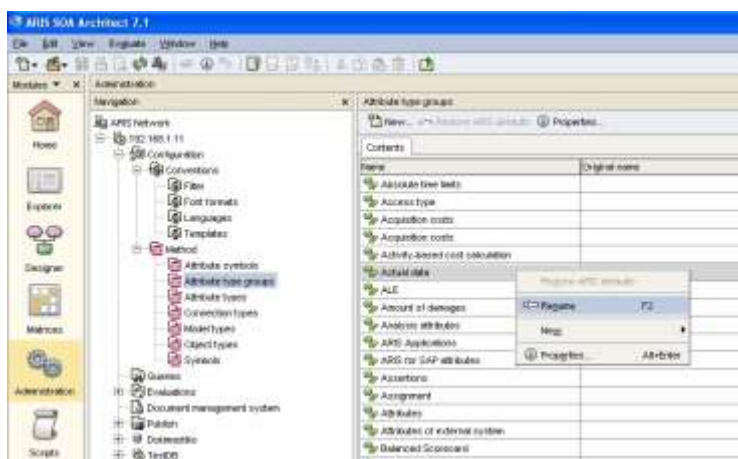 ARIS SOA Architect 7.1
File Edit View Evaluate Window Help
Modules Administration
Navigation Attribute type groups
Home
Explorer
Designer
Matrices
Administration
Scripts
ARIS Network
192.168.1.11
Configuration
Conventions
Filter
Font formats
Languages
Templates
Method
Attribute symbols
Attribute type groups
Attribute types
Connection types
Model types
Object types
Symbols
Queries
Evaluations
Document management system
Publish
TestDB
New... Restore ARIS defaults Properties...
Contents
Name Original name
Absolute time limits
Access type
Acquisition costs
Acquisition costs
Activity-based cost calculation
Actual data
ALE
Amount of damages
Analysis attributes
ARIS Applications
ARIS for SAP attributes
Assertions
Assignment
Attributes
Attributes of external system
Balanced Scorecard
Restore ARIS defaults
Rename F2
New
Properties... Alt+Enter